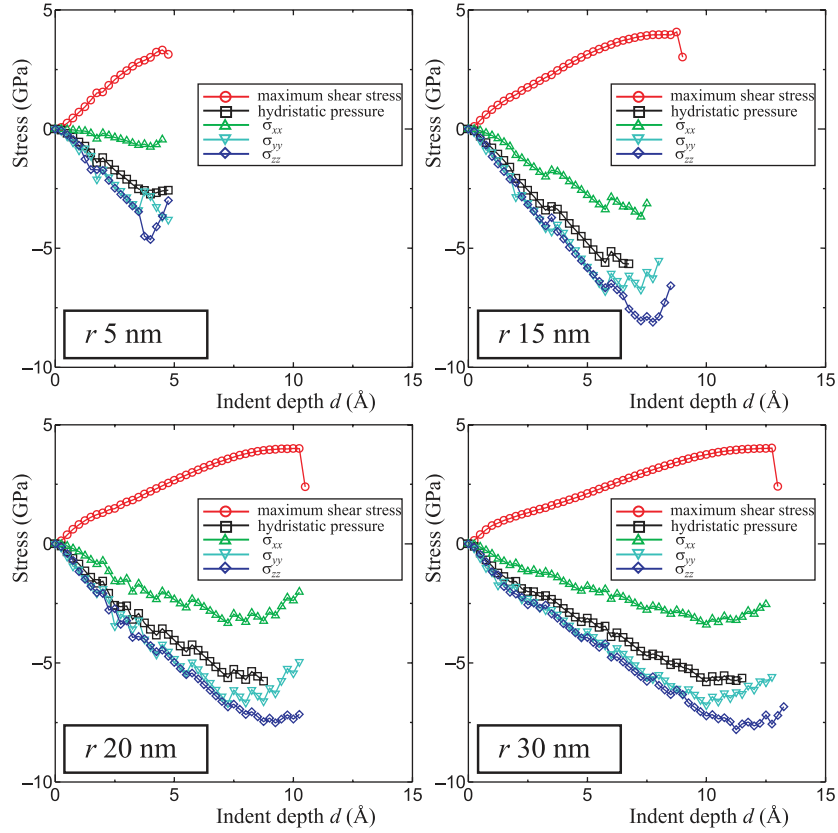 5
0
−5
−10
Stress (GPa)
maximum shear stress
hydristatic pressure
σxx
σyy
σzz
r 5 nm
0 5 10 15
Indent depth d (Å)
5
0
−5
−10
Stress (GPa)
maximum shear stress
hydristatic pressure
σxx
σyy
σzz
r 15 nm
0 5 10 15
Indent depth d (Å)
5
0
−5
−10
Stress (GPa)
maximum shear stress
hydristatic pressure
σxx
σyy
σzz
r 20 nm
0 5 10 15
Indent depth d (Å)
5
0
−5
−10
Stress (GPa)
maximum shear stress
hydristatic pressure
σxx
σyy
σzz
r 30 nm
0 5 10 15
Indent depth d (Å)